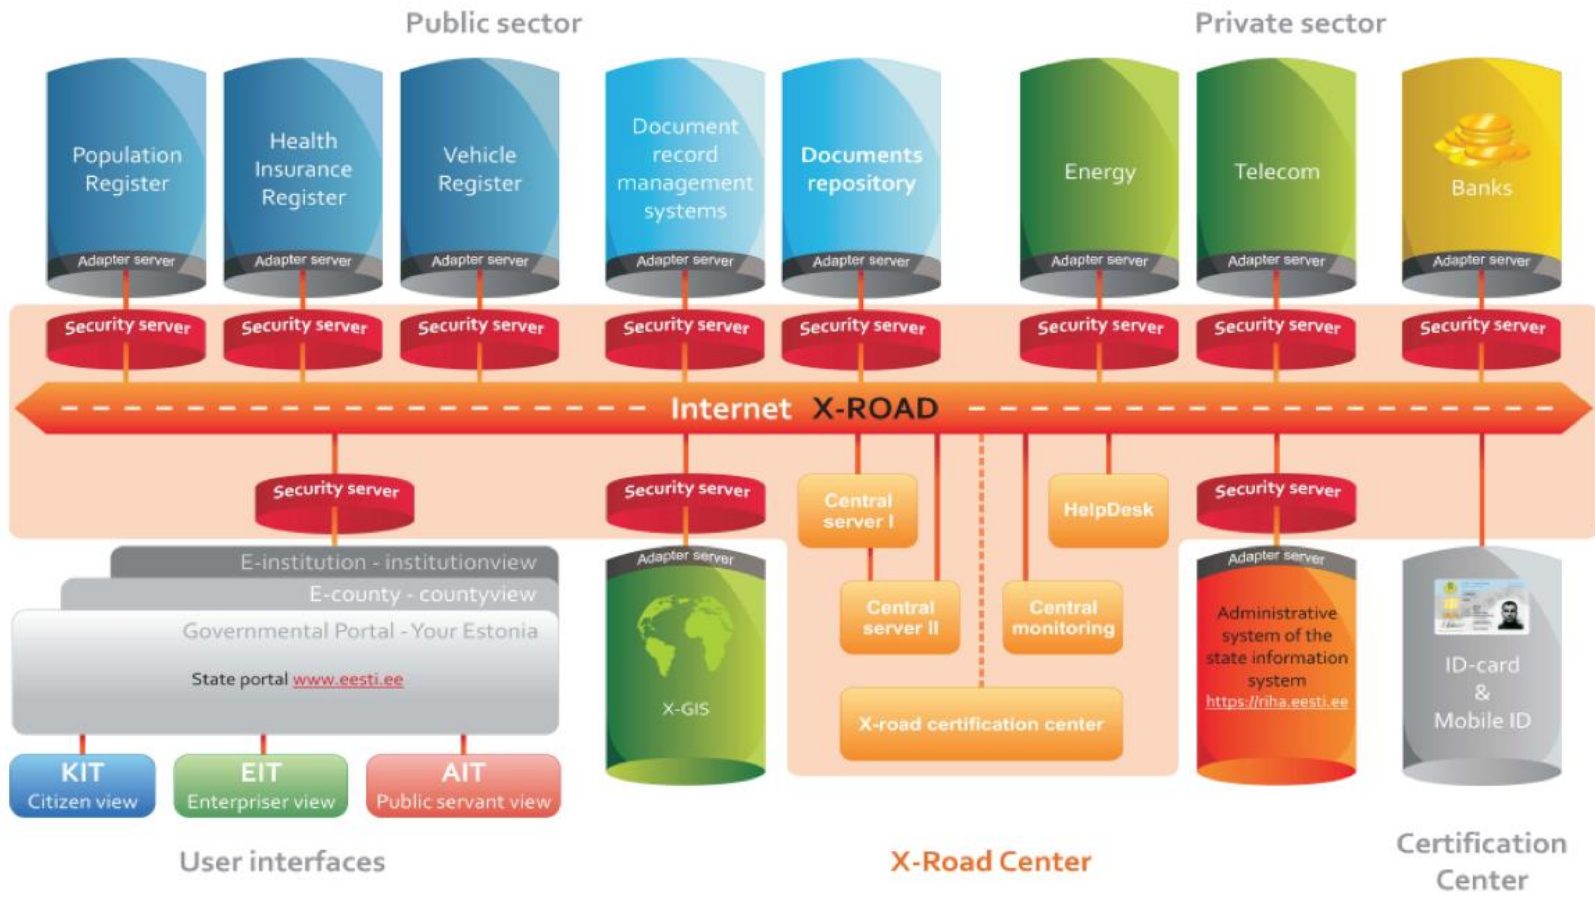 Public sector
Private sector
Population
Register
Health
Insurance
Register
Vehicle
Register
Document
record
management
systems
Documents
repository
Energy
Telecom
Banks
Adapter server
Adapter server
Adapter server
Adapter server
Adapter server
Adapter server
Adapter server
Adapter server
Security server
Security server
Security server
Security server
Security server
Security server
Security server
Security server
Internet X-ROAD
Security server
Security server
Central
server I
HelpDesk
Security server
E-institution - institutionview
E-county - countyview
Governmental Portal - Your Estonia
State portal www.eesti.ee
Adapter server
X-GIS
Central
server II
Central
monitoring
X-road certification center
Adapter server
Administrative
system of the
state information
system
https://riha.eesti.ee
ID-card
&
Mobile ID
KIT
Citizen view
EIT
Enterpriser view
AIT
Public servant view
User interfaces
X-Road Center
Certification
Center